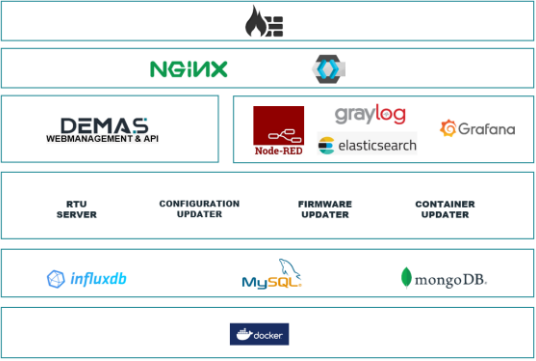 NGINX
DEMAS
WEBMANAGEMENT & API
Node-RED
graylog
elasticsearch
Grafana
RTU
SERVER
CONFIGURATION
UPDATER
FIRMWARE
UPDATER
CONTAINER
UPDATER
influxdb
MySQL
mongoDB
docker